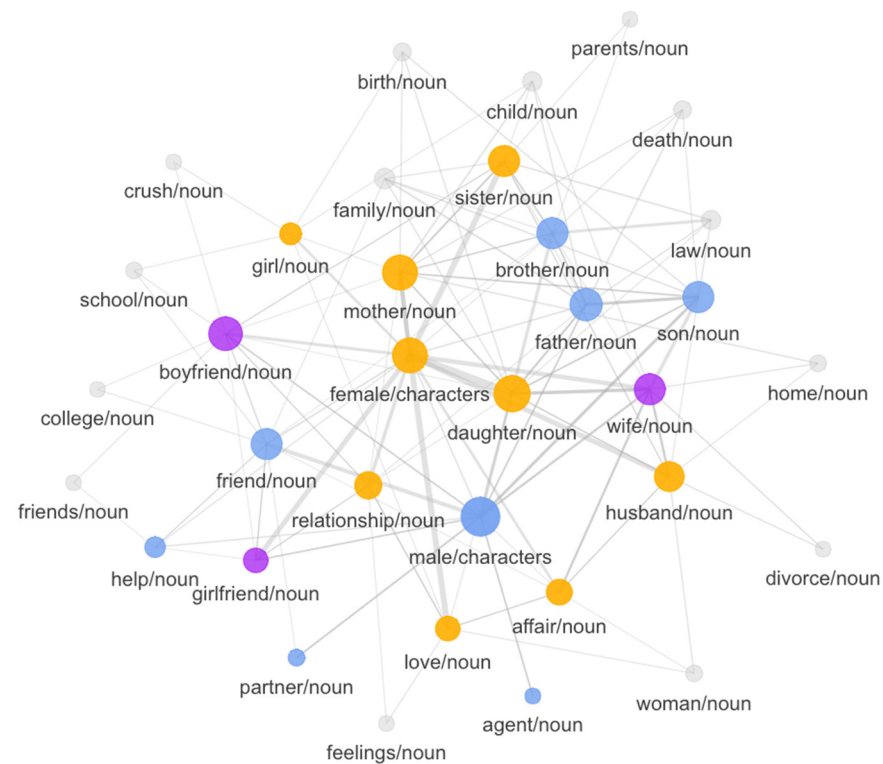 parents/noun
birth/noun
child/noun
death/noun
crush/noun
sister/noun
family/noun
law/noun
girl/noun
brother/noun
school/noun
mother/noun
father/noun
son/noun
boyfriend/noun
female/characters
home/noun
college/noun
daughter/noun
wife/noun
friend/noun
friends/noun
relationship/noun
husband/noun
male/characters
help/noun
girlfriend/noun
divorce/noun
affair/noun
love/noun
partner/noun
woman/noun
agent/noun
feelings/noun